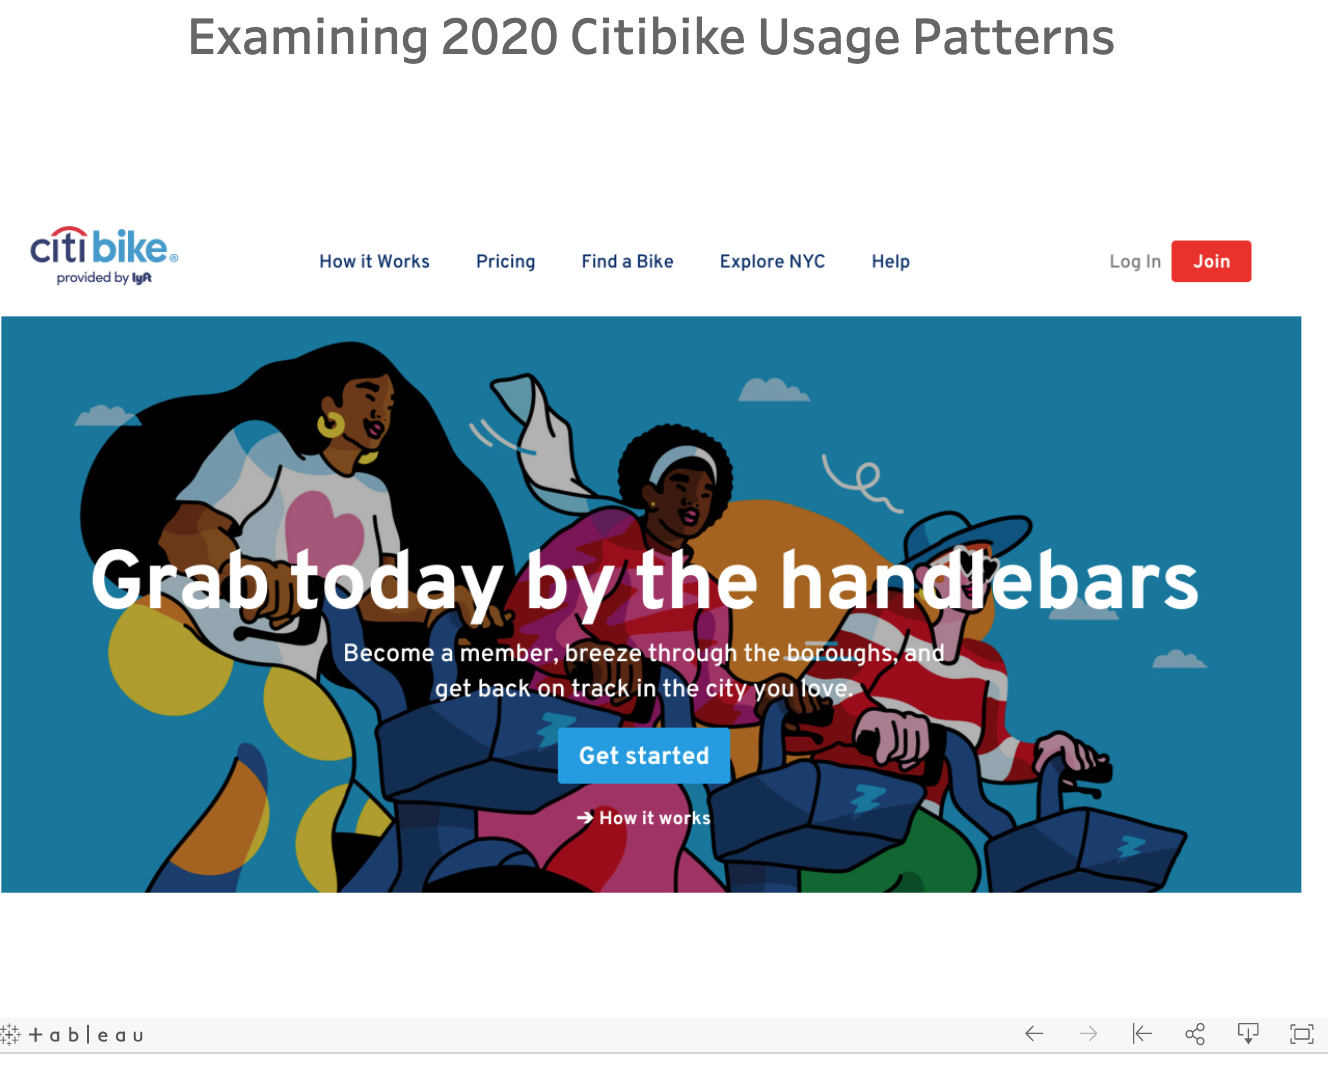 Examining 2020 Citibike Usage Patterns
citi bike®
provided by lyft
How it Works Pricing Find a Bike Explore NYC Help Log In Join
Grab today by the handlebars
Become a member, breeze through the boroughs, and
get back on track in the city you love.
Get started
→ How it works
+ableau